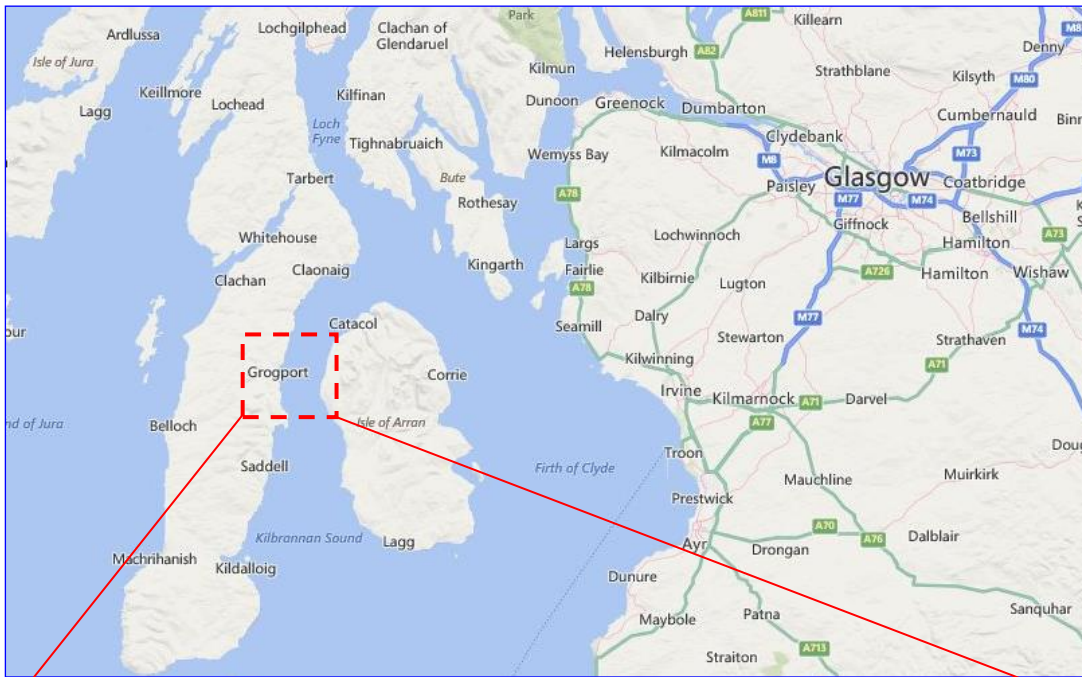 Ardlussa
Lochgilphead
Clachan of
Glendaruel
Park
A811
Killearn
Isle of Jura
Helensburgh
A82
Denny
Keillmore
Lochead
Kilmun
Strathblane
Kilsyth
M80
Lagg
Kilfinan
Dunoon
Greenock
Dumbarton
Cumbernauld
Loch
Fyne
Tighnabruaich
Wemyss Bay
Kilmacolm
Clydebank
M8
M73
Tarbert
Bute
A78
Paisley
Glasgow
Coatbridge
Rothesay
M77
M74
Giffnock
Bellshill
Whitehouse
Largs
Lochwinnoch
Hamilton
A73
Clachan
Claonaig
Kingarth
Fairlie
Kilbirnie
Lugton
A726
Hamilton
Wishaw
A78
Catacol
Seamill
Dalry
Stewarton
M77
M74
Strathaven
Grogport
Corrie
Kilwinning
A71
Irvine
Kilmarnock
A71
Darvel
Belloch
Isle of Arran
A77
nd of Jura
Saddell
Firth of Clyde
Troon
Mauchline
Muirkirk
Prestwick
Kilbrannan Sound
Lagg
Ayr
A70
Drongan
A76
Dalblair
Machrihanish
Kildalloig
Dunure
Maybole
Patna
Sanquhar
Straiton
A713